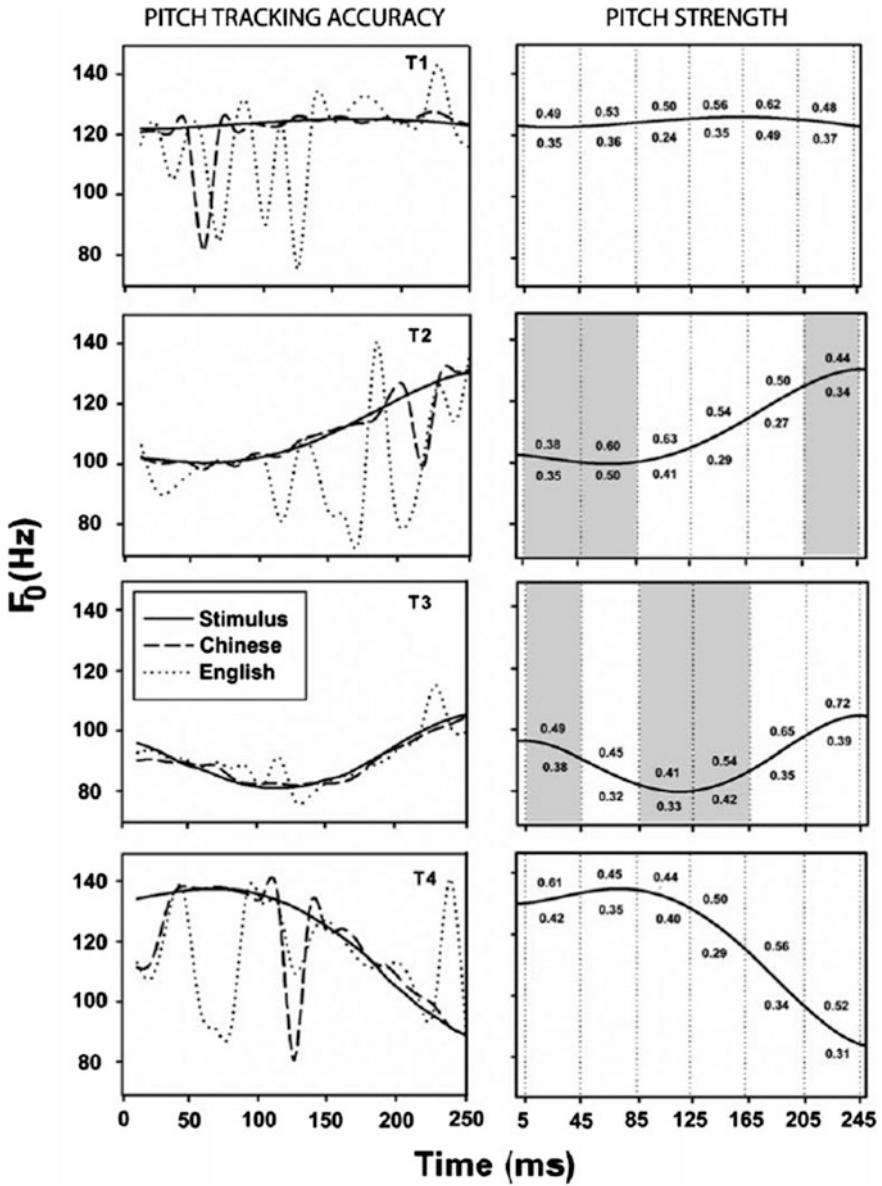 PITCH TRACKING ACCURACY PITCH STRENGTH
T1
140
120
100
80
0.49 0.53 0.50 0.56 0.62 0.48
0.35 0.36 0.24 0.35 0.49 0.37
T2
140
120
100
80
0.38 0.60 0.63 0.54 0.50 0.44
0.35 0.50 0.41 0.29 0.27 0.34
T3
140
120
100
80
Stimulus
Chinese
English
0.49 0.45 0.41 0.54 0.65 0.72
0.38 0.32 0.33 0.42 0.35 0.39
T4
140
120
100
80
0.61 0.45 0.44 0.50 0.56 0.52
0.42 0.35 0.40 0.29 0.34 0.31
0 50 100 150 200 250
5 45 85 125 165 205 245
F0(Hz)
Time (ms)